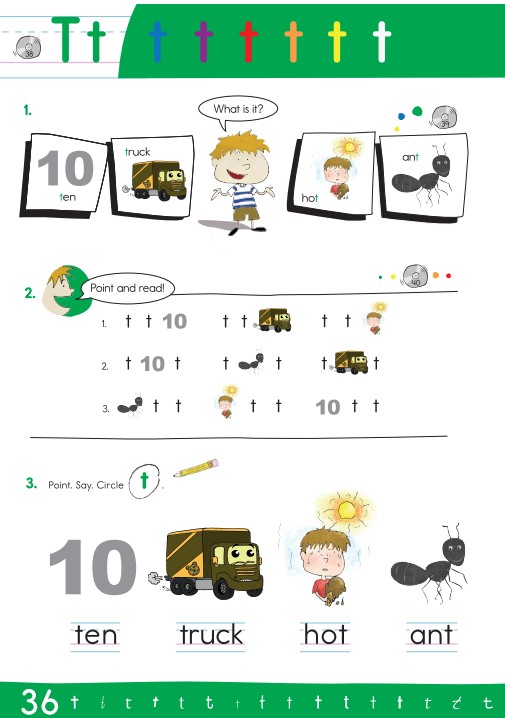 38 Tt t t t t t t
1.
What is it?
39
10
ten
truck
hot
ant
2.
Point and read!
40
1. t t 10 t t t t
2. t 10 t t t t t
3. t t t t 10 t t
3. Point. Say. Circle t.
10
ten truck hot ant
36 t t t t t t t t t t t t t t t t t t t